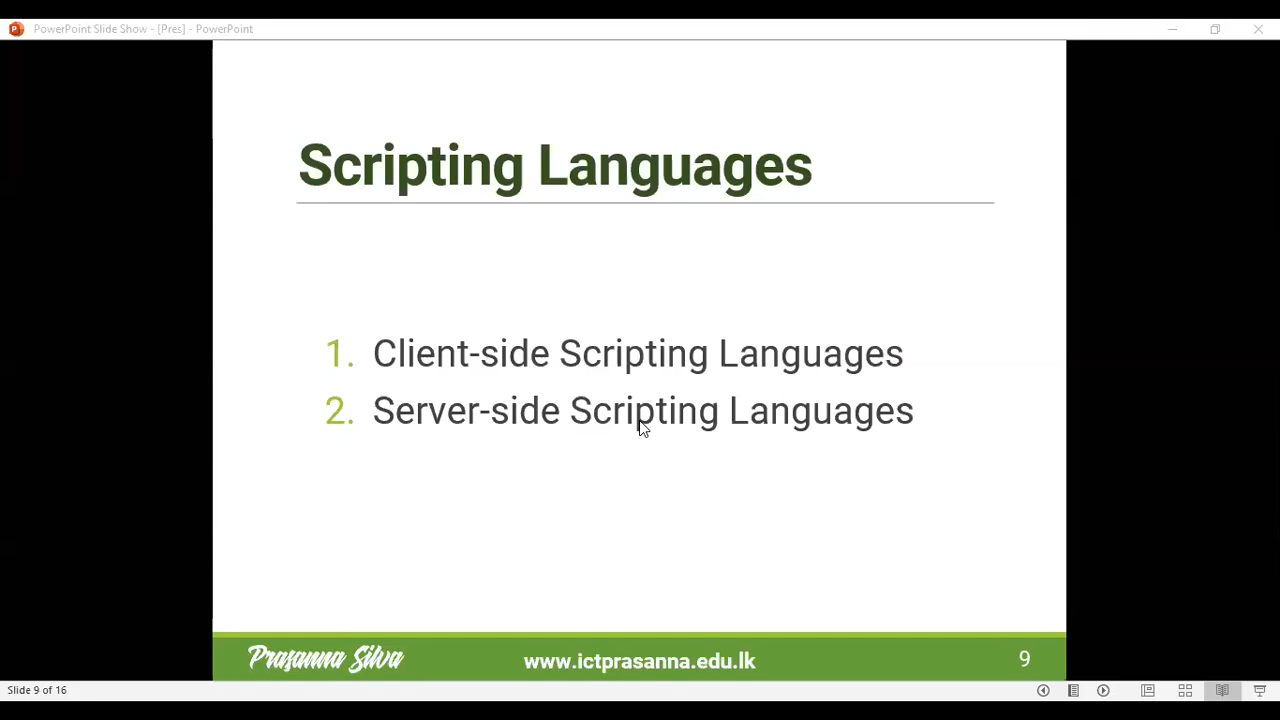 PowerPoint Slide Show - [Pres] - PowerPoint
Scripting Languages
1. Client-side Scripting Languages
2. Server-side Scripting Languages
Prasanna Silva
www.ictprasanna.edu.lk
9
Slide 9 of 16